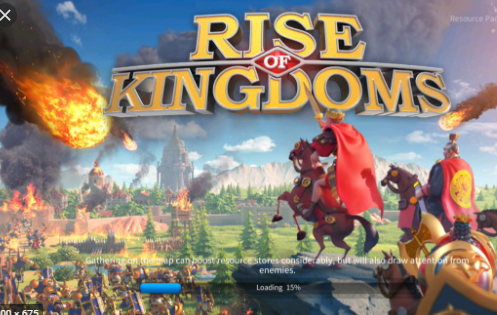 Resource Pac
RISE
OF
KINGDOMS
Gathering on the map can boost resource stores considerably, but will also draw attention from
enemies.
Loading 15%
00 × 675